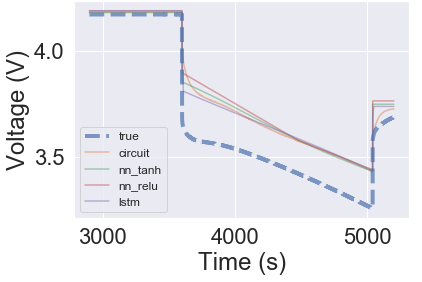 Voltage (V)
4.0
3.5
true
circuit
nn_tanh
nn_relu
lstm
3000 4000 5000
Time (s)